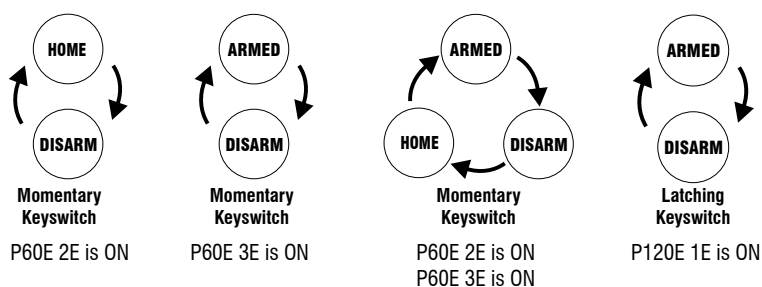 HOME
DISARM
Momentary
Keyswitch
P60E 2E is ON
ARMED
DISARM
Momentary
Keyswitch
P60E 3E is ON
ARMED
HOME
DISARM
Momentary
Keyswitch
P60E 2E is ON
P60E 3E is ON
ARMED
DISARM
Latching
Keyswitch
P120E 1E is ON